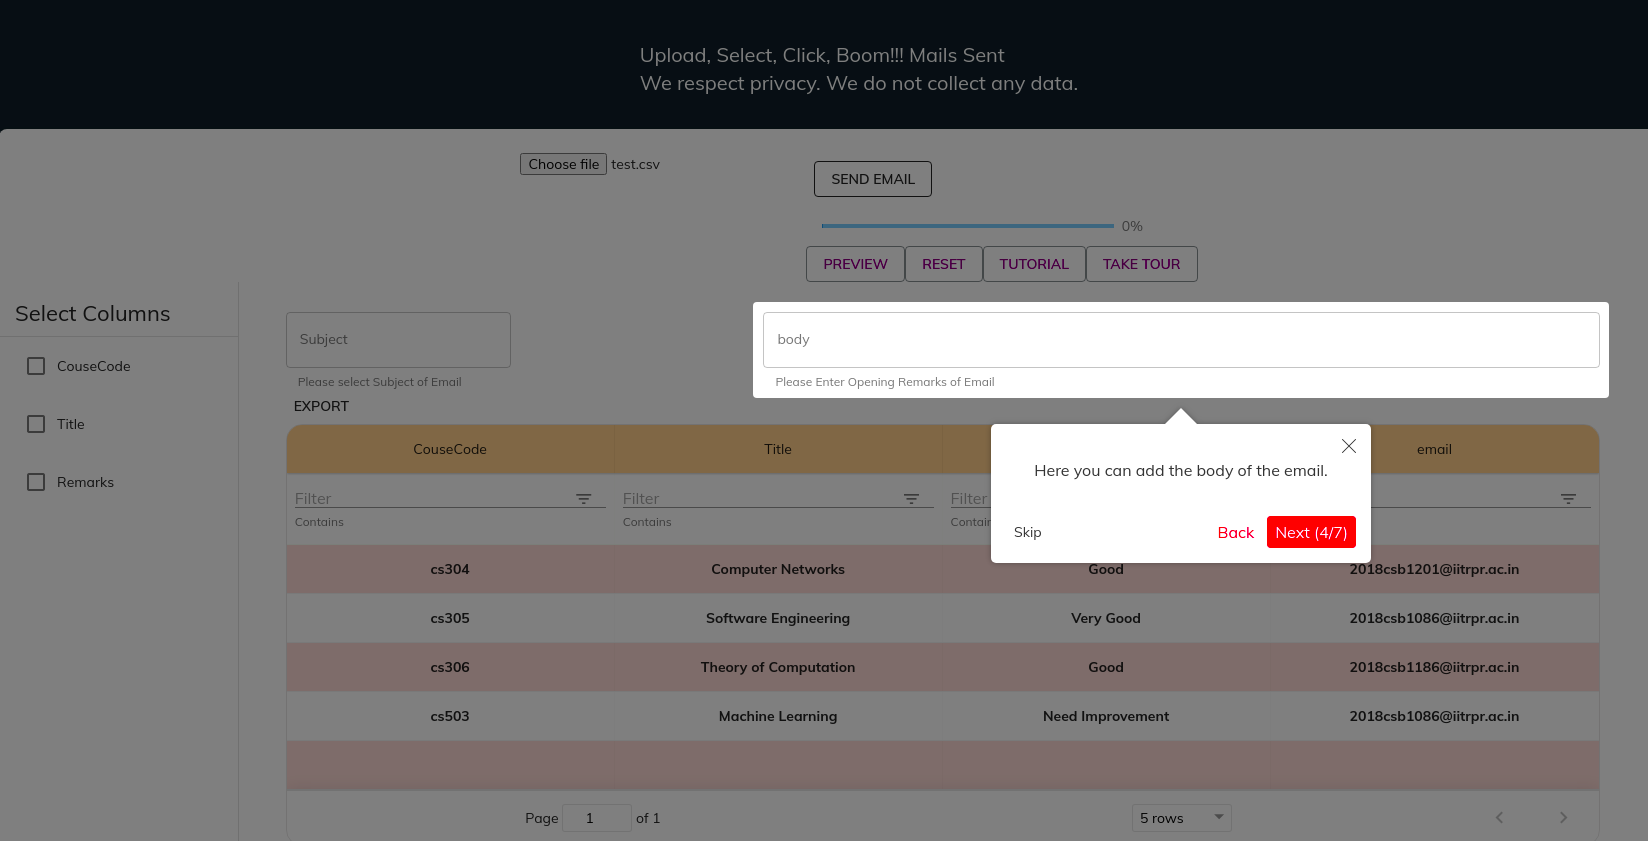 Upload, Select, Click, Boom!!! Mails Sent
We respect privacy. We do not collect any data.
Choose file test.csv
SEND EMAIL
0%
PREVIEW RESET TUTORIAL TAKE TOUR
Select Columns
CouseCode
Title
Remarks
Subject
Please select Subject of Email
body
Please Enter Opening Remarks of Email
EXPORT
CouseCode Title email
Filter Filter Filter
Contains Contains
Here you can add the body of the email.
Skip Back Next (4/7)
cs304 Computer Networks Good 2018csb1201@iitrpr.ac.in
cs305 Software Engineering Very Good 2018csb1086@iitrpr.ac.in
cs306 Theory of Computation Good 2018csb1186@iitrpr.ac.in
cs503 Machine Learning Need Improvement 2018csb1086@iitrpr.ac.in
Page 1 of 1 5 rows